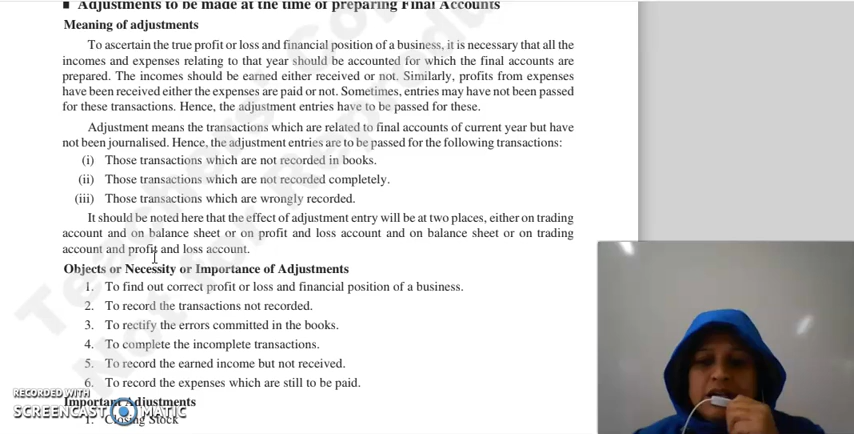 ■ Adjustments to be made at the time of preparing Final Accounts
Meaning of adjustments
To ascertain the true profit or loss and financial position of a business, it is necessary that all the
incomes and expenses relating to that year should be accounted for which the final accounts are
prepared. The incomes should be earned either received or not. Similarly, profits from expenses
have been received either the expenses are paid or not. Sometimes, entries may have not been passed
for these transactions. Hence, the adjustment entries have to be passed for these.
Adjustment means the transactions which are related to final accounts of current year but have
not been journalised. Hence, the adjustment entries are to be passed for the following transactions:
(i) Those transactions which are not recorded in books.
(ii) Those transactions which are not recorded completely.
(iii) Those transactions which are wrongly recorded.
It should be noted here that the effect of adjustment entry will be at two places, either on trading
account and on balance sheet or on profit and loss account and on balance sheet or on trading
account and profit and loss account.
Objects or Necessity or Importance of Adjustments
1. To find out correct profit or loss and financial position of a business.
2. To record the transactions not recorded.
3. To rectify the errors committed in the books.
4. To complete the incomplete transactions.
5. To record the earned income but not received.
6. To record the expenses which are still to be paid.
Important Adjustments
1. Closing Stock
RECORDED WITH
SCREENCAST MATIC